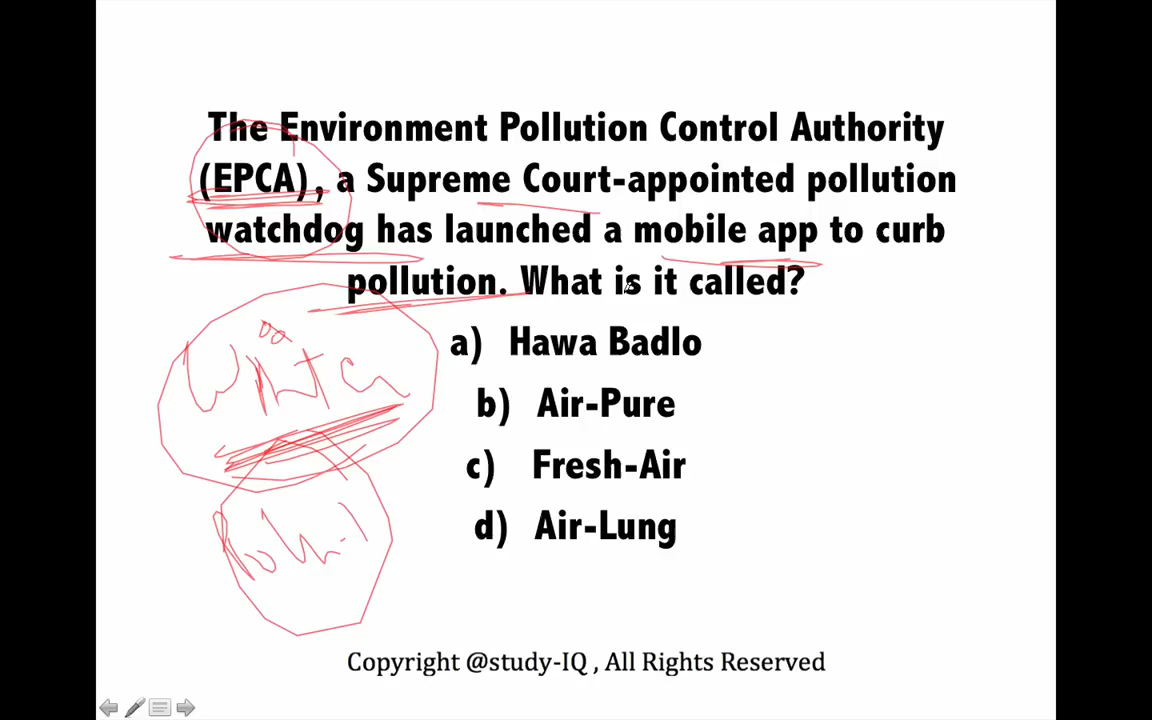 The Environment Pollution Control Authority
(EPCA), a Supreme Court-appointed pollution
watchdog has launched a mobile app to curb
pollution. What is it called?
a) Hawa Badlo
b) Air-Pure
c) Fresh-Air
d) Air-Lung
Copyright @study-IQ , All Rights Reserved